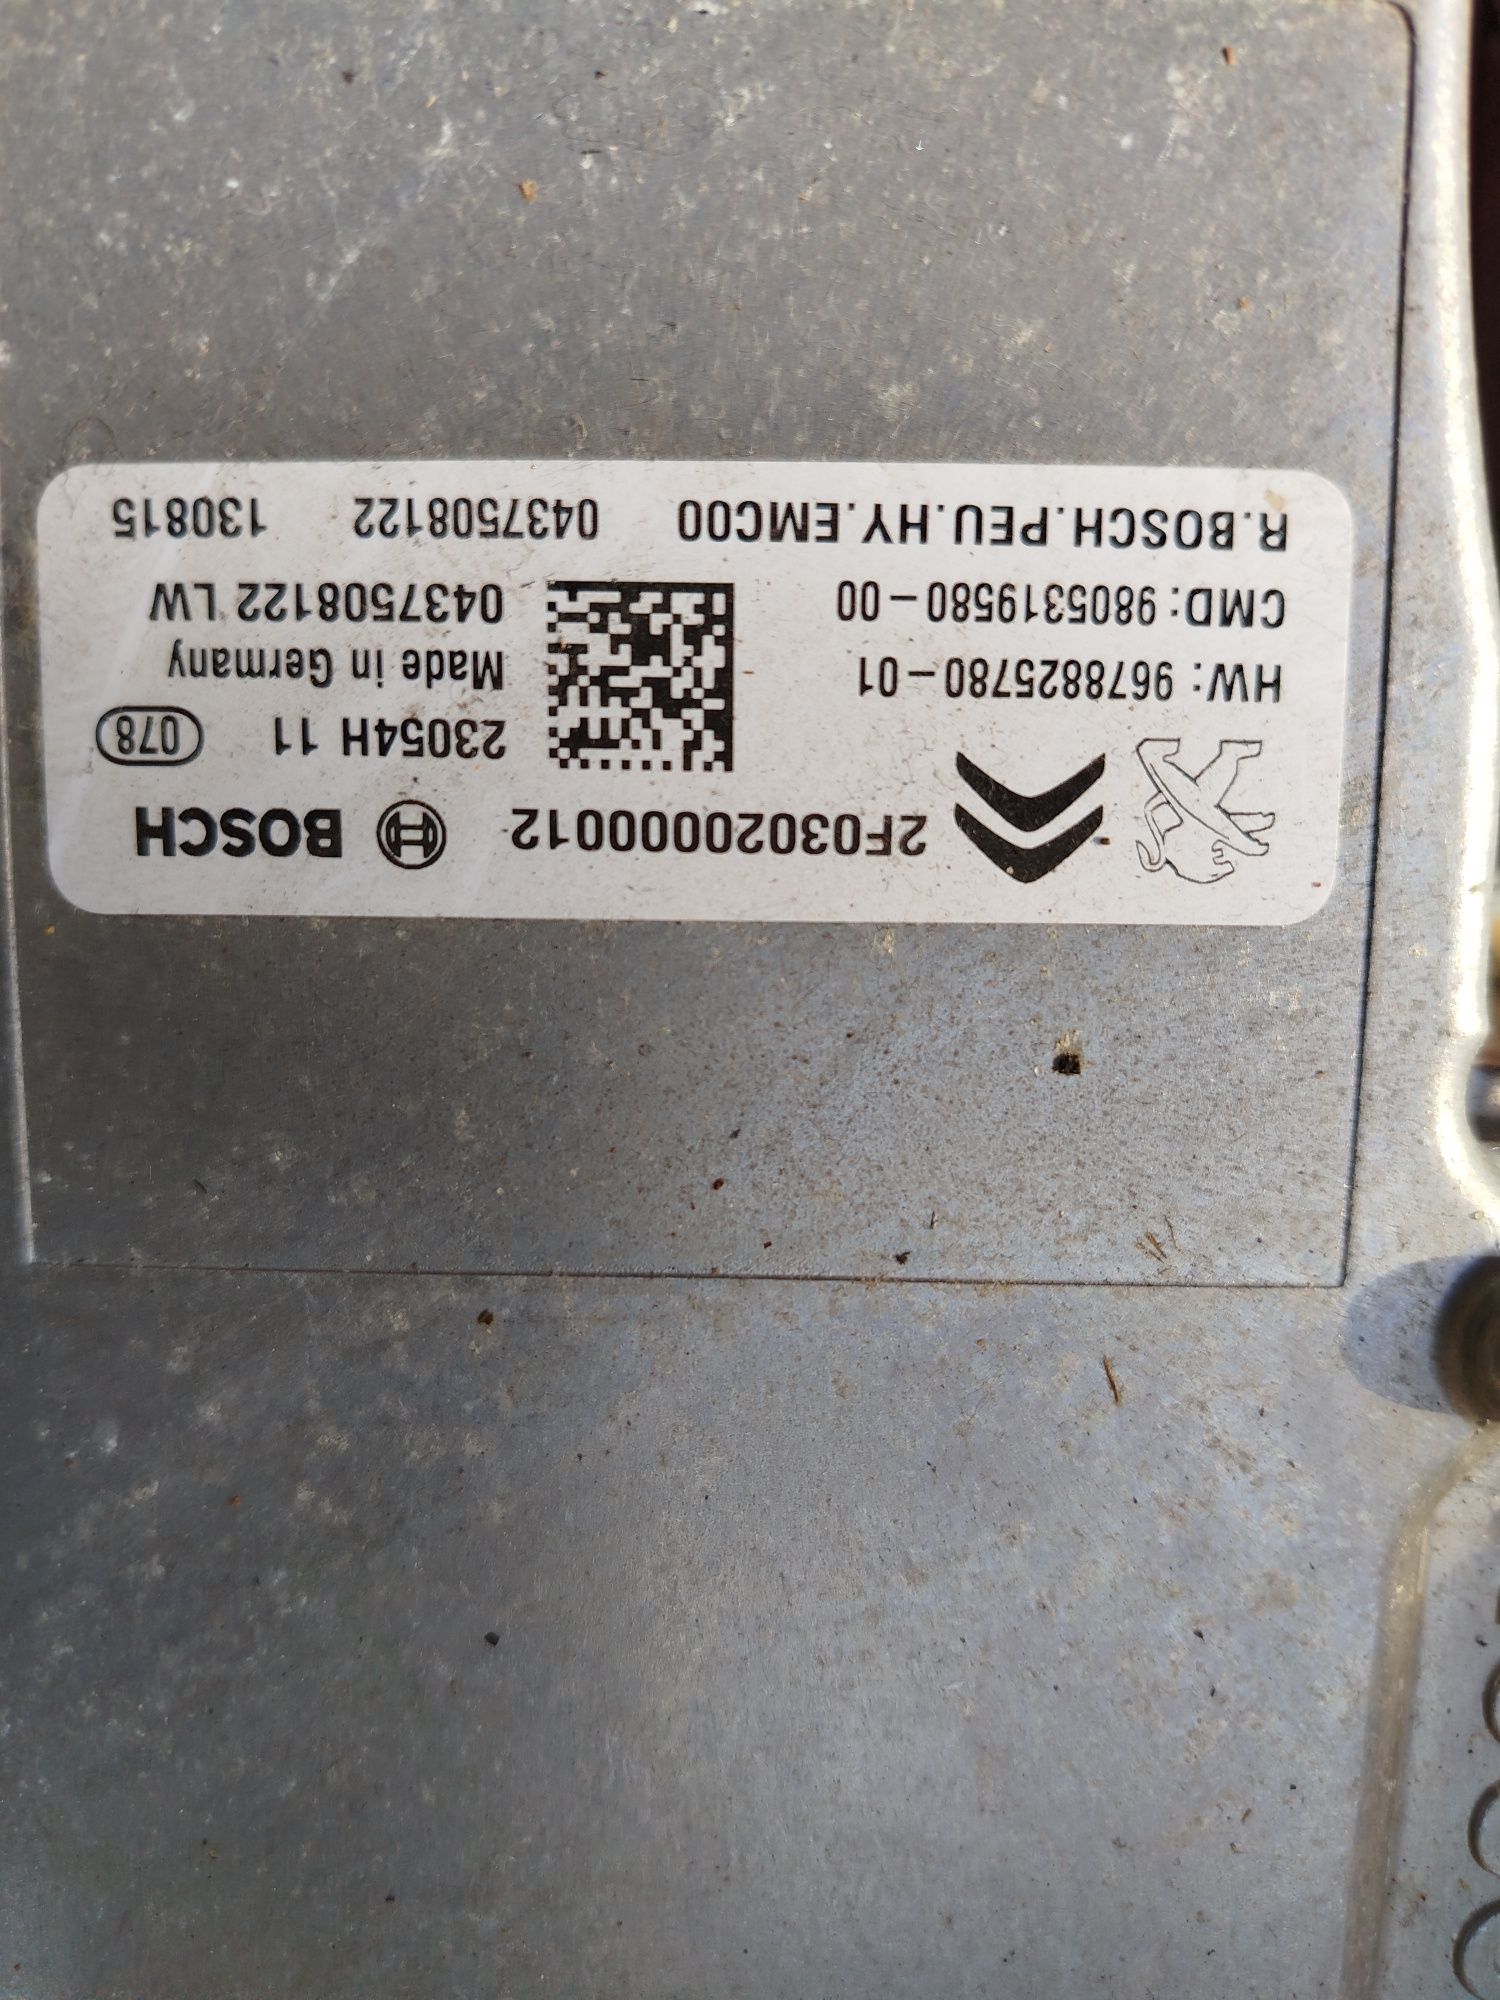 2F0302000012 BOSCH
23054H 11 078
HW: 9678825780-01 Made in Germany
CMD: 9805319580-00 0437508122 LW
R.BOSCH.PEU.HY.EMC00 0437508122 130815